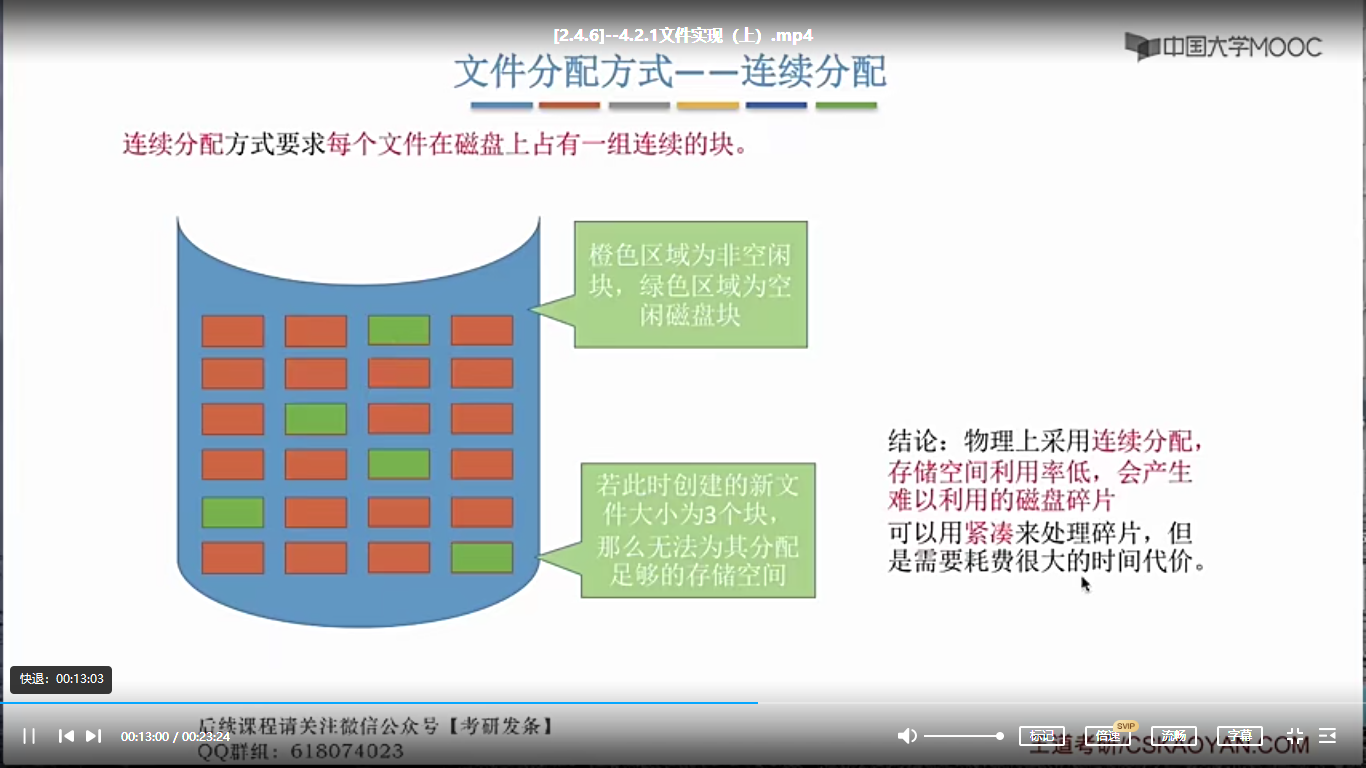 [2.4.6]--4.2.1文件实现（上）.mp4
中国大学MOOC
文件分配方式——连续分配
连续分配方式要求每个文件在磁盘上占有一组连续的块。
橙色区域为非空闲
块，绿色区域为空
闲磁盘块
若此时创建的新文
件大小为3个块，
那么无法为其分配
足够的存储空间
结论：物理上采用连续分配，
存储空间利用率低，会产生
难以利用的磁盘碎片
可以用紧凑来处理碎片，但
是需要耗费很大的时间代价。
快退：00:13:03
后续课程请关注微信公众号【考研发条】
00:13:00 / 00:23:24
QQ群组：618074023
标记
倍速
SVIP
流畅
字幕
王道考研/CSKAOYAN.COM